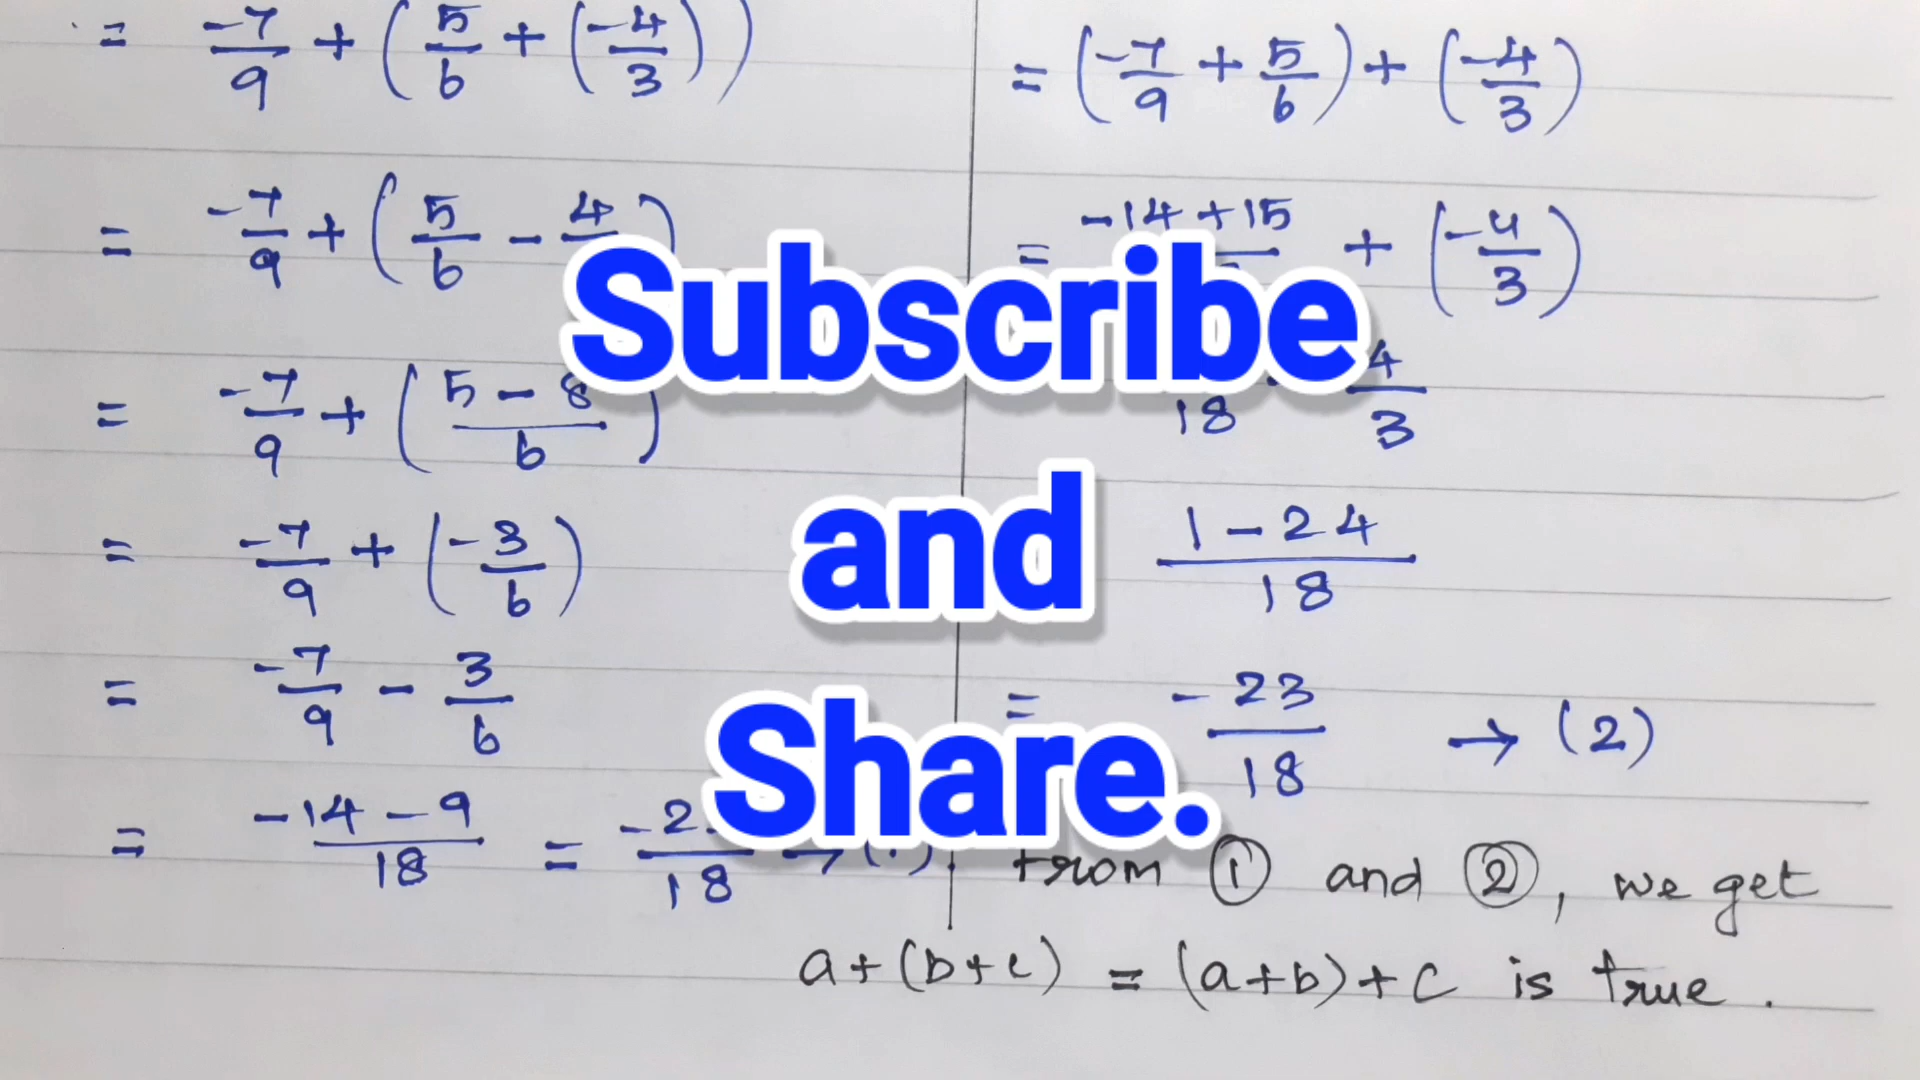 = -7/9 + (5/6 + (-4/3))
= -7/9 + (5/6 - 4
= -7/9 + (5-8/6)
= -7/9 + (-3/6)
= -7/9 - 3/6
= -14-9/18 = -2 /18 →
= (-7/9 + 5/6) + (-4/3)
= -14+15 + (-4/3)
18 4/3
1-24/18
= -23/18 → (2)
from ① and ②, we get
a+(b+c) = (a+b)+c is true.
Subscribe
and
Share.